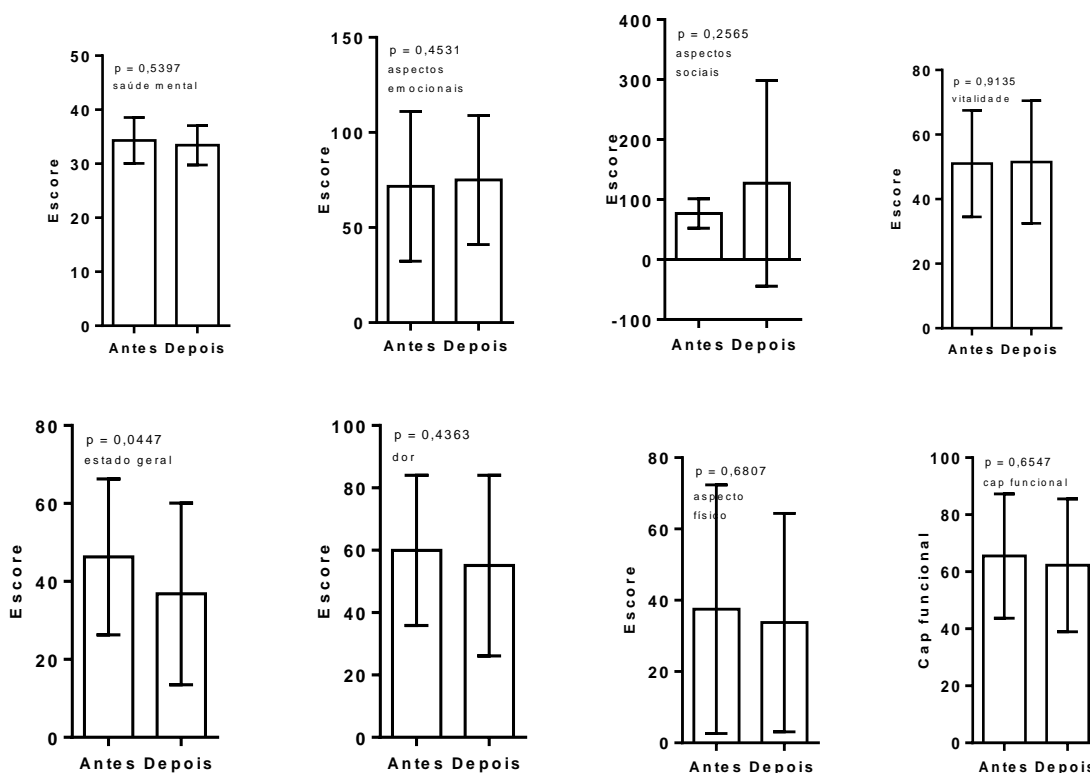 50
40
30
20
10
0
Escore
p = 0,5397
saúde mental
Antes Depois
150
100
50
0
Escore
p = 0,4531
aspectos
emocionais
Antes Depois
400
300
200
100
0
-100
Escore
p = 0,2565
aspectos
sociais
Antes Depois
80
60
40
20
0
Escore
p = 0,9135
vitalidade
Antes Depois
80
60
40
20
0
Escore
p = 0,0447
estado geral
Antes Depois
100
80
60
40
20
0
Escore
p = 0,4363
dor
Antes Depois
80
60
40
20
0
Escore
p = 0,6807
aspecto
físico
Antes Depois
100
80
60
40
20
0
Cap funcional
p = 0,6547
cap funcional
Antes Depois